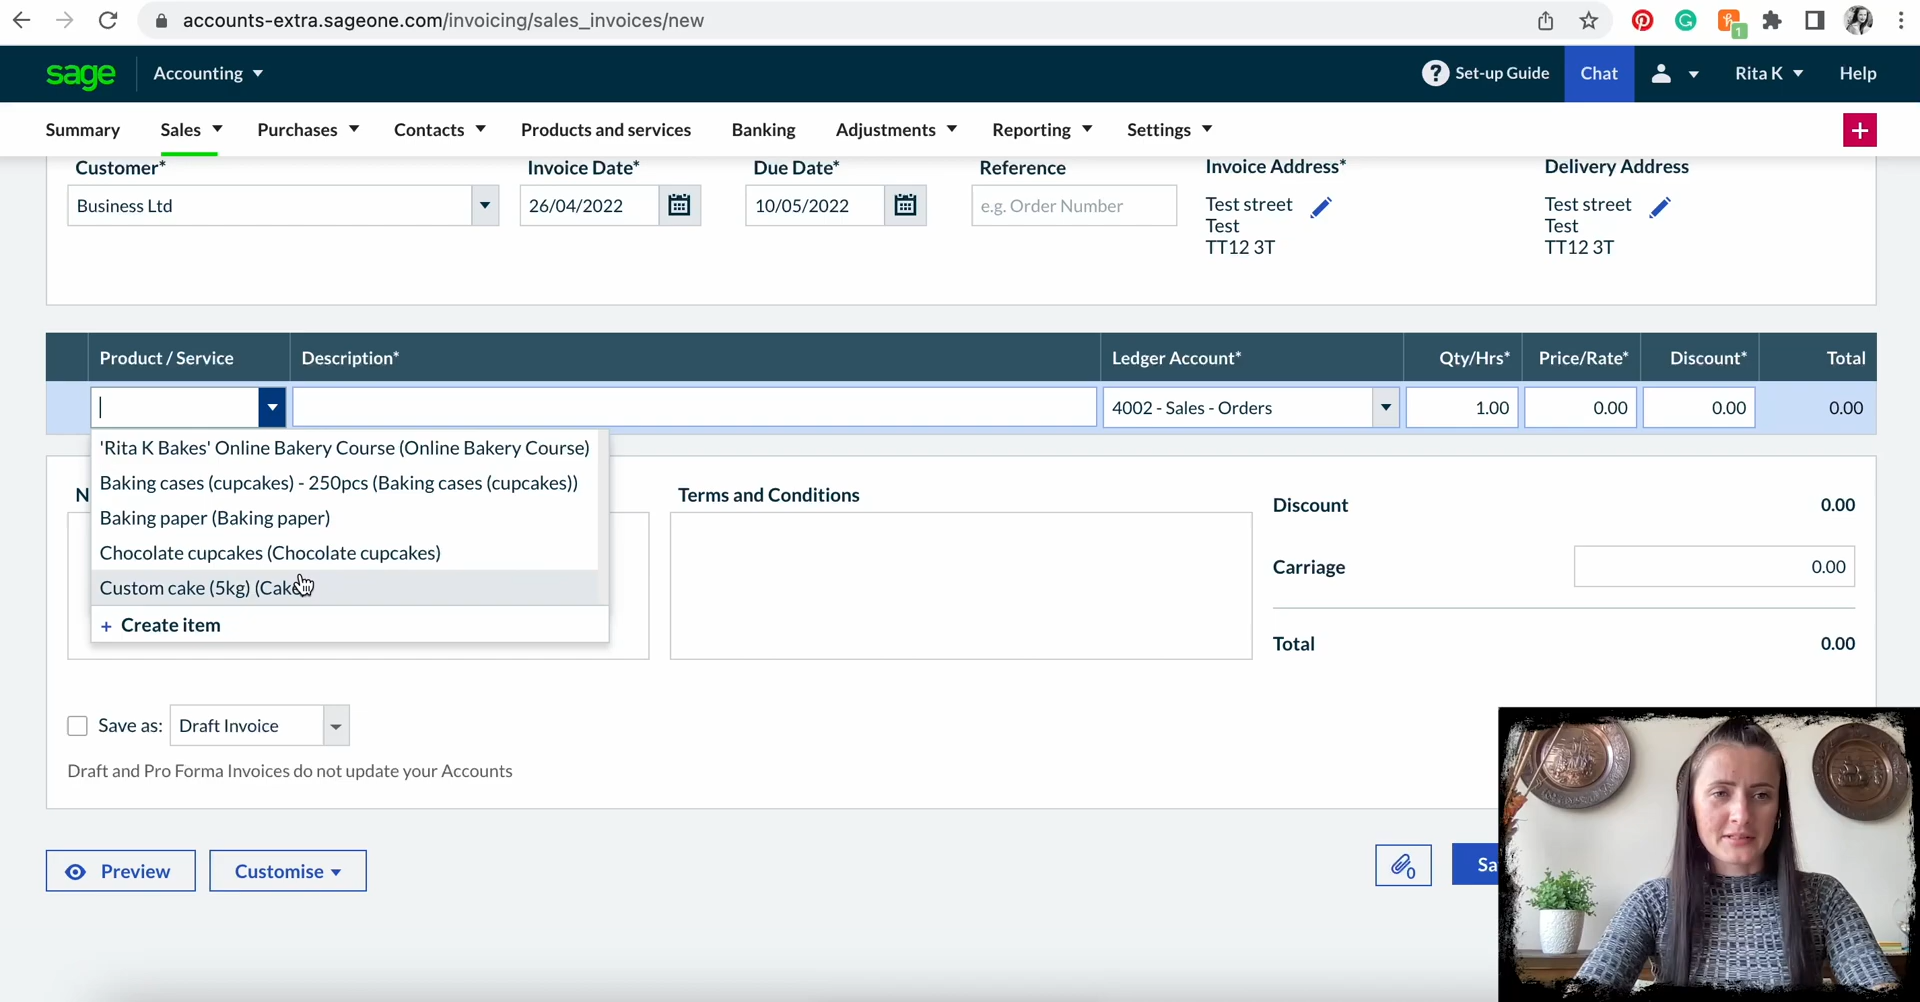 accounts-extra.sageone.com/invoicing/sales_invoices/new
1
sage
Accounting
? Set-up Guide
Chat
Rita K
Help
Summary
Sales
Purchases
Contacts
Products and services
Banking
Adjustments
Reporting
Settings
+
Customer*
Invoice Date*
Due Date*
Reference
Invoice Address*
Delivery Address
Business Ltd
26/04/2022
10/05/2022
e.g. Order Number
Test street
Test
TT12 3T
Test street
Test
TT12 3T
Product / Service
Description*
Ledger Account*
Qty/Hrs*
Price/Rate*
Discount*
Total
4002 - Sales - Orders
1.00
0.00
0.00
0.00
'Rita K Bakes' Online Bakery Course (Online Bakery Course)
Baking cases (cupcakes) - 250pcs (Baking cases (cupcakes))
Baking paper (Baking paper)
Chocolate cupcakes (Chocolate cupcakes)
Custom cake (5kg) (Cake
+ Create item
N
Terms and Conditions
Discount
0.00
Carriage
0.00
Total
0.00
Save as:
Draft Invoice
Draft and Pro Forma Invoices do not update your Accounts
Preview
Customise
0
Sa